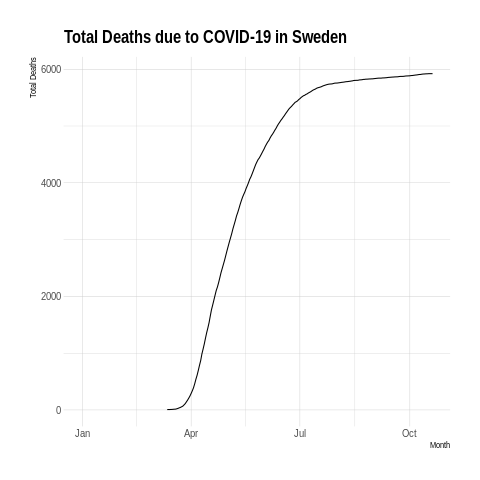 Total Deaths due to COVID-19 in Sweden
Total Deaths
6000
4000
2000
0
Jan Apr Jul Oct
Month